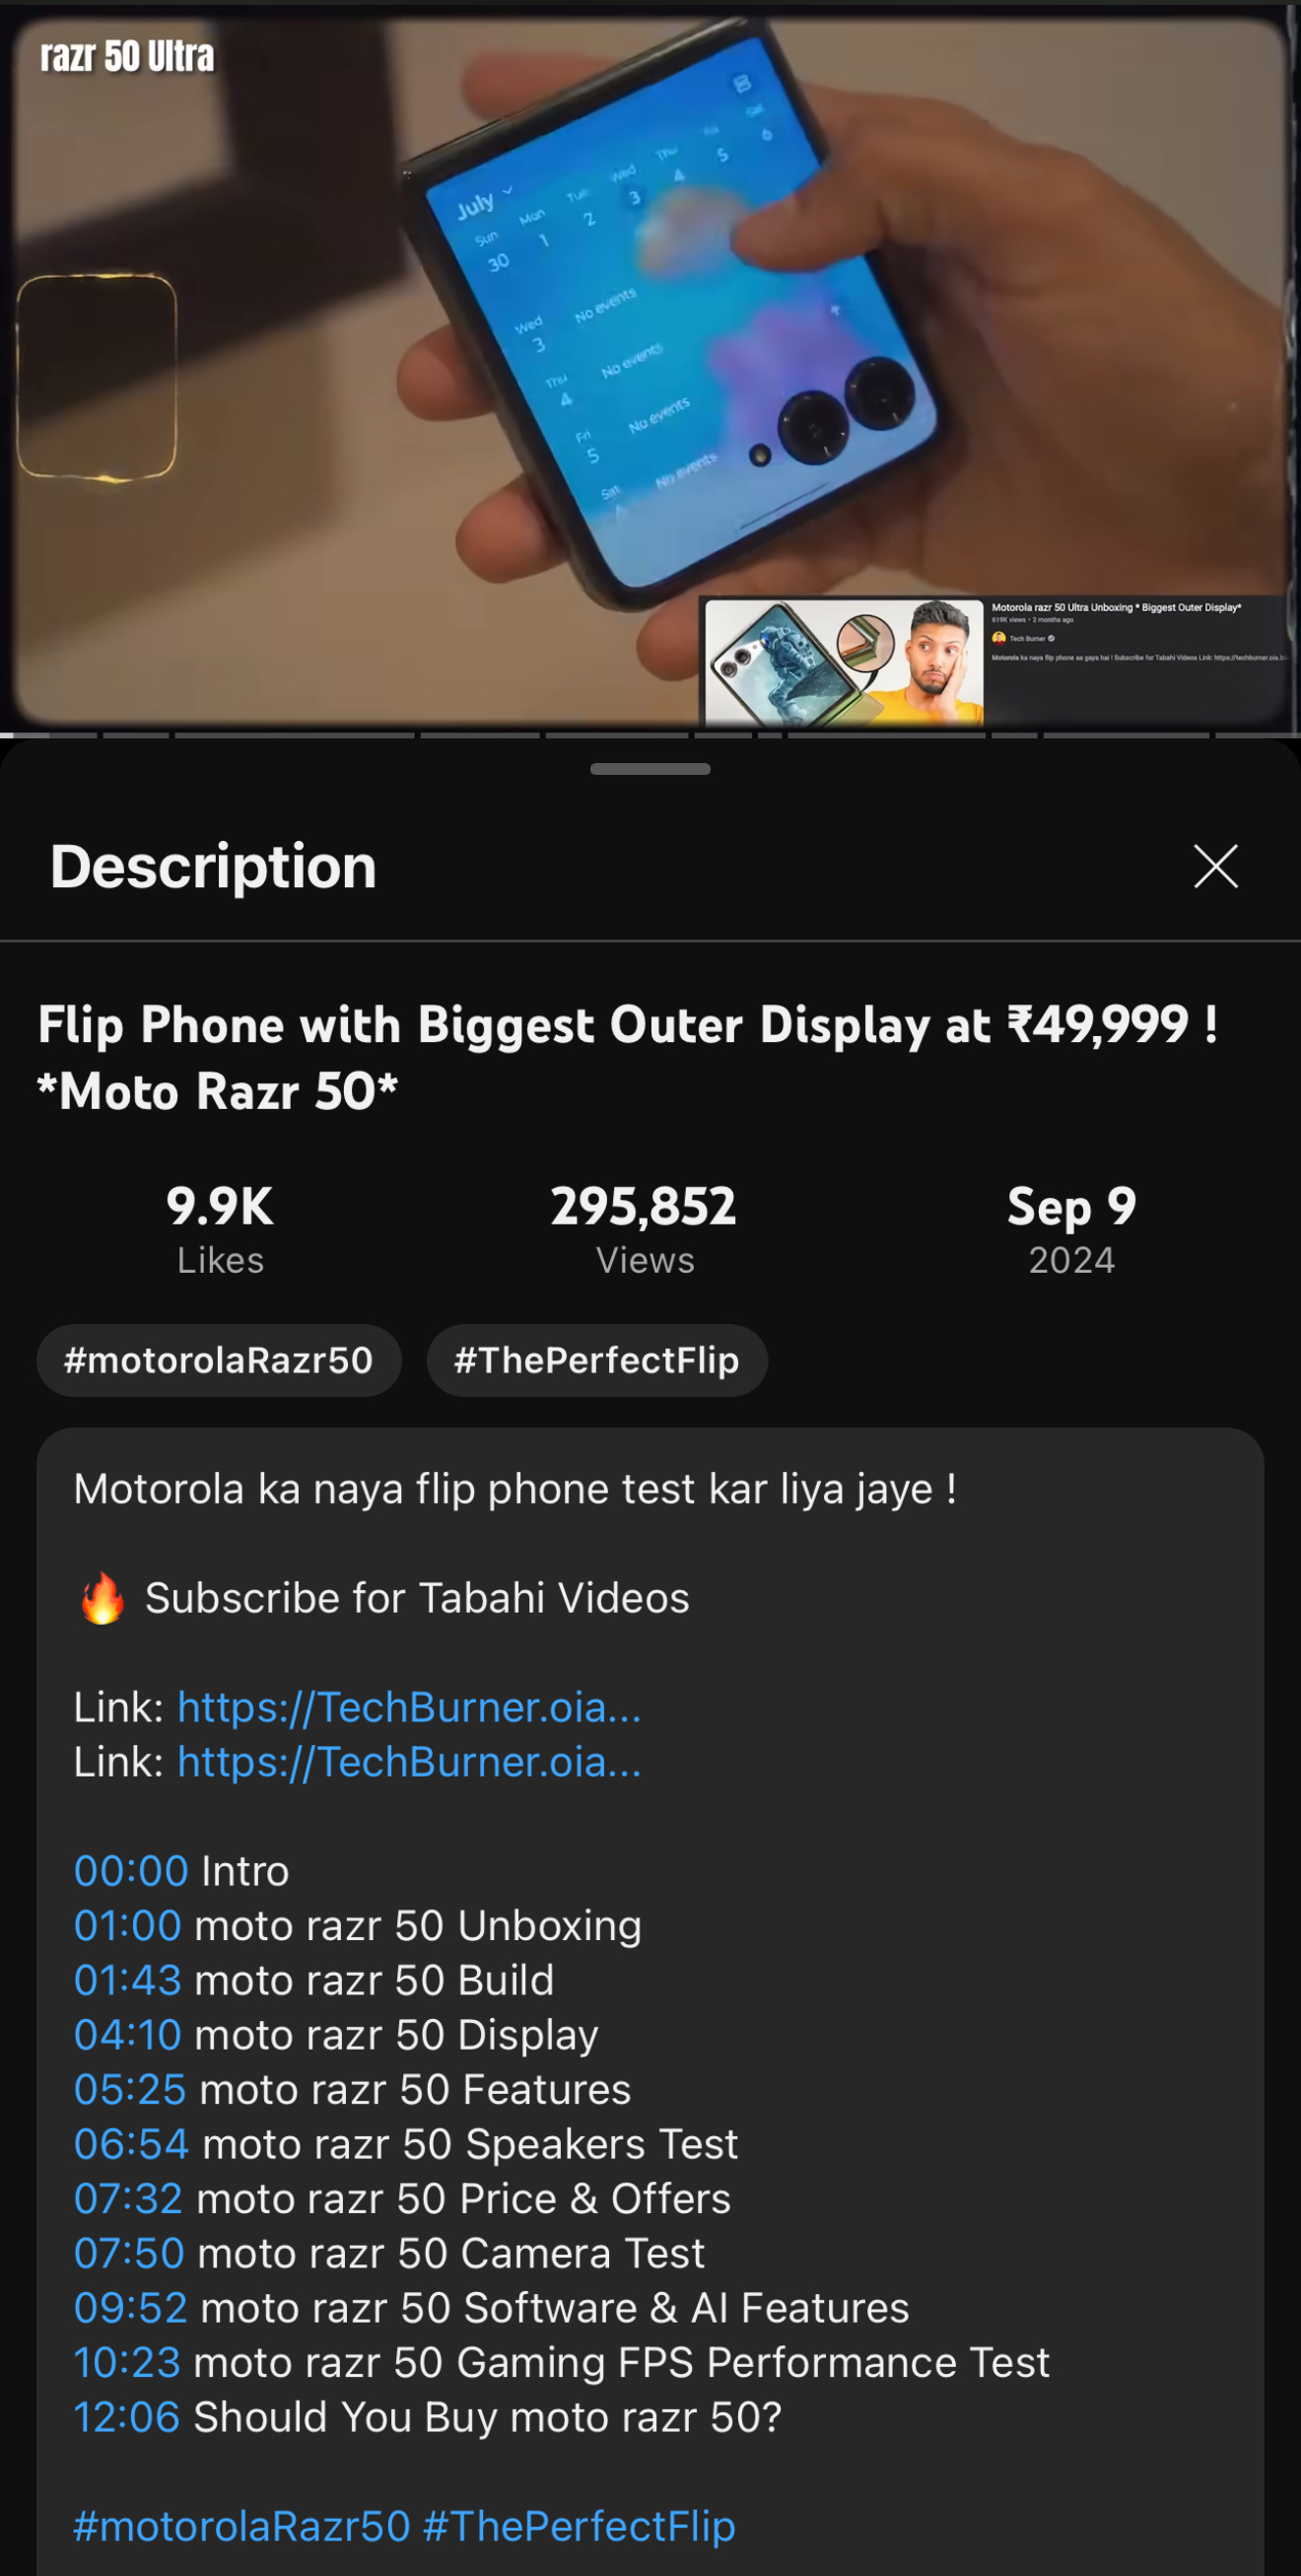 razr 50 Ultra
July
Sun Mon Tue Wed Thu Fri Sat
30 1 2 3 4 5 6
Wed
3 No events
Thu
4 No events
Fri
5 No events
Sat
No events
Motorola razr 50 Ultra Unboxing * Biggest Outer Display*
619K views • 2 months ago
Tech Burner
Motorola ka naya flip phone aa gaya hai ! Subscribe for Tabahi Videos Link: https://techburner.oia.
Description
Flip Phone with Biggest Outer Display at ₹49,999 !
*Moto Razr 50*
9.9K 295,852 Sep 9
Likes Views 2024
#motorolaRazr50 #ThePerfectFlip
Motorola ka naya flip phone test kar liya jaye !
🔥 Subscribe for Tabahi Videos
Link: https://TechBurner.oia...
Link: https://TechBurner.oia...
00:00 Intro
01:00 moto razr 50 Unboxing
01:43 moto razr 50 Build
04:10 moto razr 50 Display
05:25 moto razr 50 Features
06:54 moto razr 50 Speakers Test
07:32 moto razr 50 Price & Offers
07:50 moto razr 50 Camera Test
09:52 moto razr 50 Software & AI Features
10:23 moto razr 50 Gaming FPS Performance Test
12:06 Should You Buy moto razr 50?
#motorolaRazr50 #ThePerfectFlip